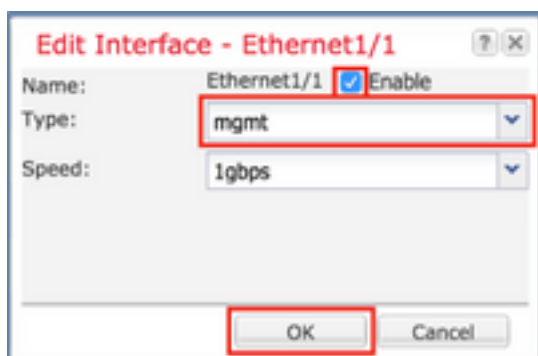 Edit Interface - Ethernet1/1 ? X
Name: Ethernet1/1 Enable
Type: mgmt
Speed: 1gbps
OK Cancel